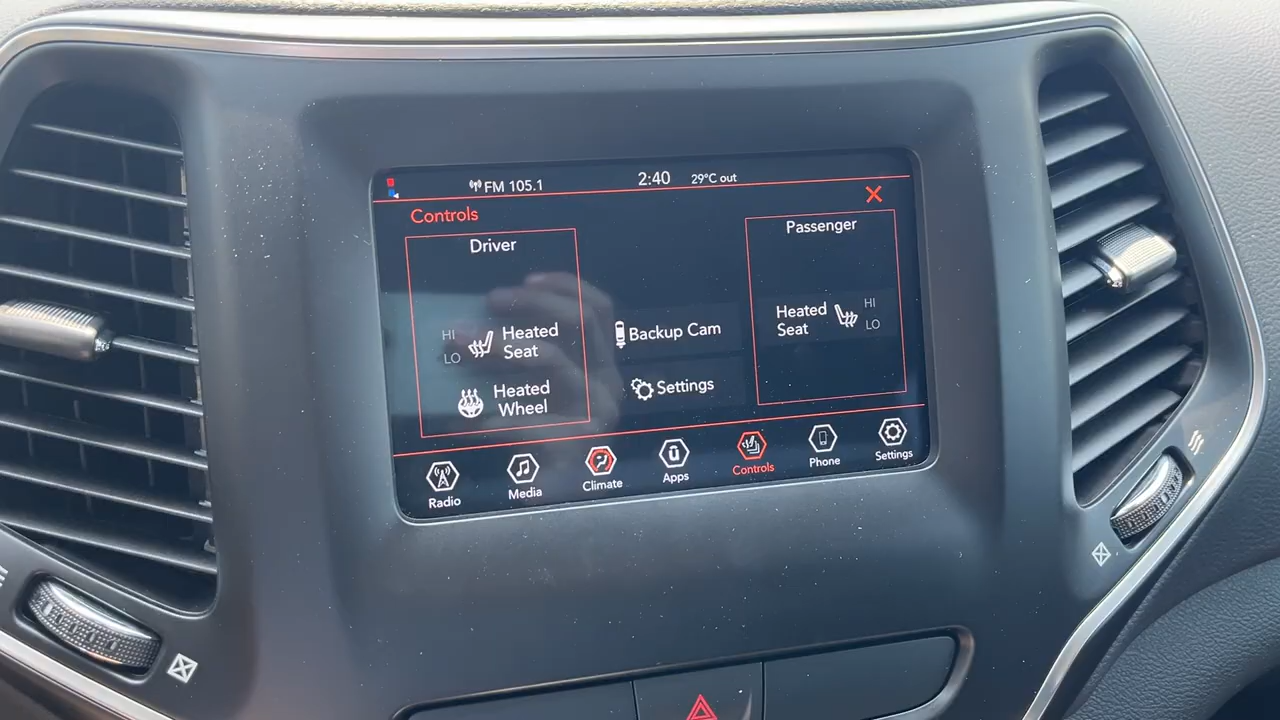 FM 105.1
2:40
29°C out
Controls
Driver
HI
LO
Heated
Seat
Heated
Wheel
Backup Cam
Settings
Passenger
Heated
Seat
HI
LO
Radio
Media
Climate
Apps
Controls
Phone
Settings